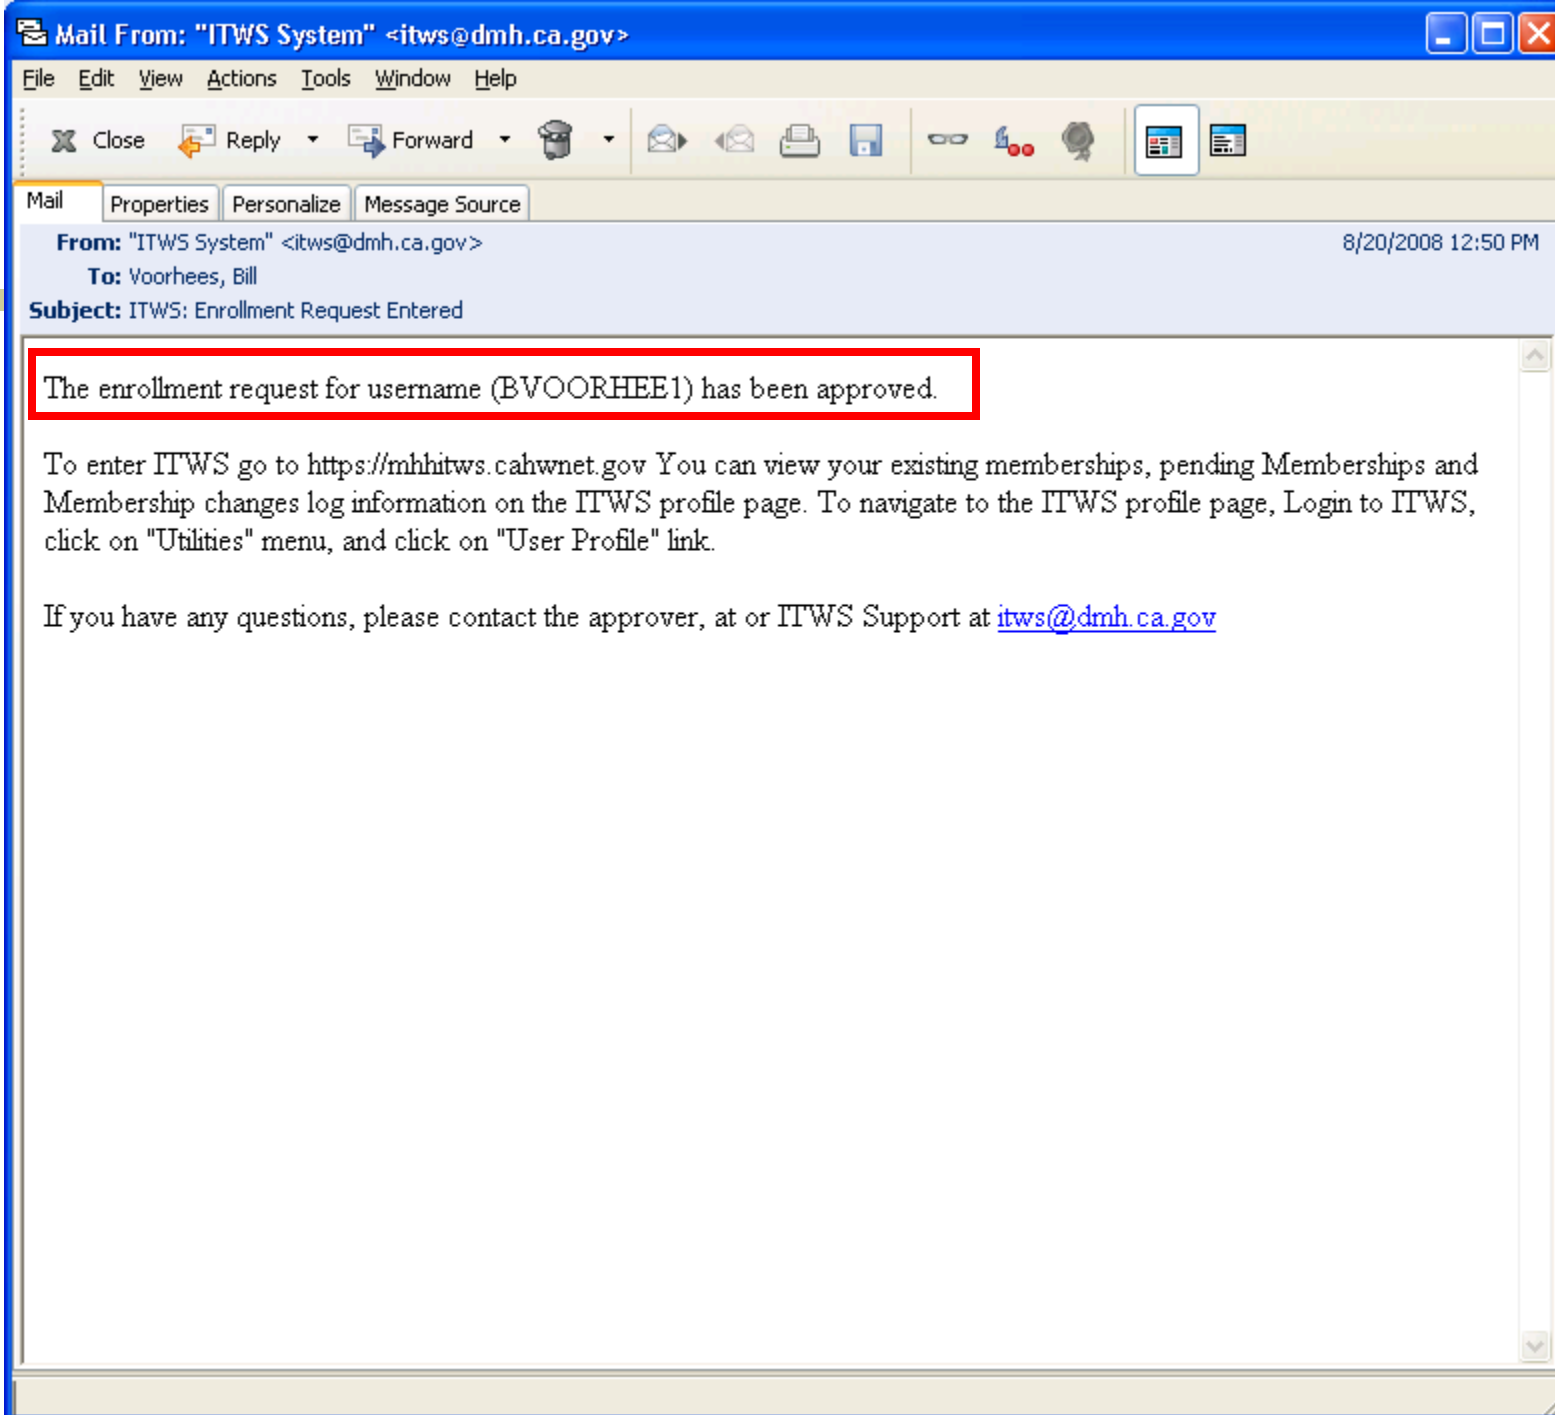 Mail From: "ITWS System" <itws@dmh.ca.gov>
File Edit View Actions Tools Window Help
Close Reply Forward
Mail Properties Personalize Message Source
From: "ITWS System" <itws@dmh.ca.gov> 8/20/2008 12:50 PM
To: Voorhees, Bill
Subject: ITWS: Enrollment Request Entered
The enrollment request for username (BVOORHEE1) has been approved.
To enter ITWS go to https://mhhitws.cahwnet.gov You can view your existing memberships, pending Memberships and
Membership changes log information on the ITWS profile page. To navigate to the ITWS profile page, Login to ITWS,
click on "Utilities" menu, and click on "User Profile" link.
If you have any questions, please contact the approver, at or ITWS Support at itws@dmh.ca.gov